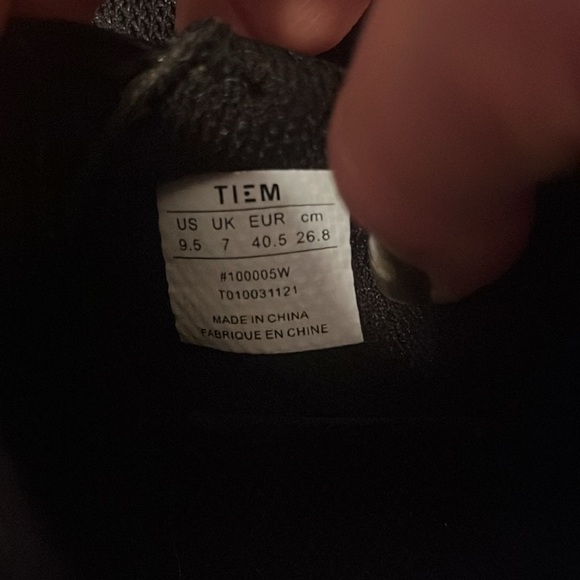 TIEM
US UK EUR cm
9.5 7 40.5 26.8
#100005W
T010031121
MADE IN CHINA
FABRIQUE EN CHINE